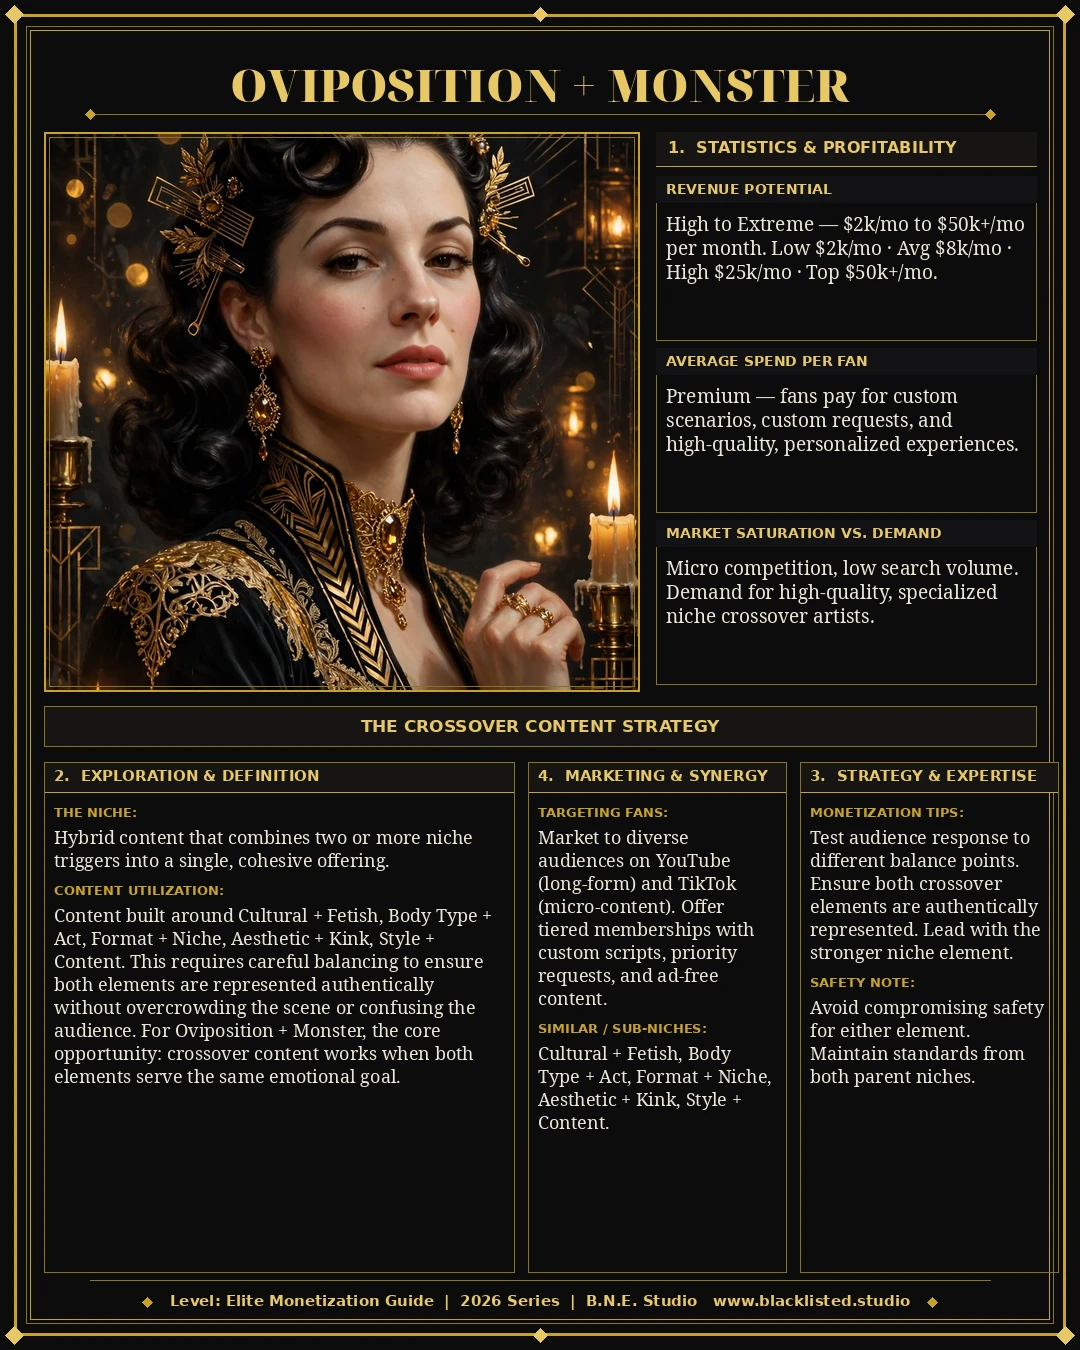 OVIPOSITION + MONSTER
1. STATISTICS & PROFITABILITY
REVENUE POTENTIAL
High to Extreme — $2k/mo to $50k+/mo
per month. Low $2k/mo · Avg $8k/mo ·
High $25k/mo · Top $50k+/mo.
AVERAGE SPEND PER FAN
Premium — fans pay for custom
scenarios, custom requests, and
high-quality, personalized experiences.
MARKET SATURATION VS. DEMAND
Micro competition, low search volume.
Demand for high-quality, specialized
niche crossover artists.
THE CROSSOVER CONTENT STRATEGY
2. EXPLORATION & DEFINITION
THE NICHE:
Hybrid content that combines two or more niche
triggers into a single, cohesive offering.
CONTENT UTILIZATION:
Content built around Cultural + Fetish, Body Type +
Act, Format + Niche, Aesthetic + Kink, Style +
Content. This requires careful balancing to ensure
both elements are represented authentically
without overcrowding the scene or confusing the
audience. For Oviposition + Monster, the core
opportunity: crossover content works when both
elements serve the same emotional goal.
4. MARKETING & SYNERGY
TARGETING FANS:
Market to diverse
audiences on YouTube
(long-form) and TikTok
(micro-content). Offer
tiered memberships with
custom scripts, priority
requests, and ad-free
content.
SIMILAR / SUB-NICHES:
Cultural + Fetish, Body
Type + Act, Format + Niche,
Aesthetic + Kink, Style +
Content.
3. STRATEGY & EXPERTISE
MONETIZATION TIPS:
Test audience response to
different balance points.
Ensure both crossover
elements are authentically
represented. Lead with the
stronger niche element.
SAFETY NOTE:
Avoid compromising safety
for either element.
Maintain standards from
both parent niches.
Level: Elite Monetization Guide | 2026 Series | B.N.E. Studio www.blacklisted.studio